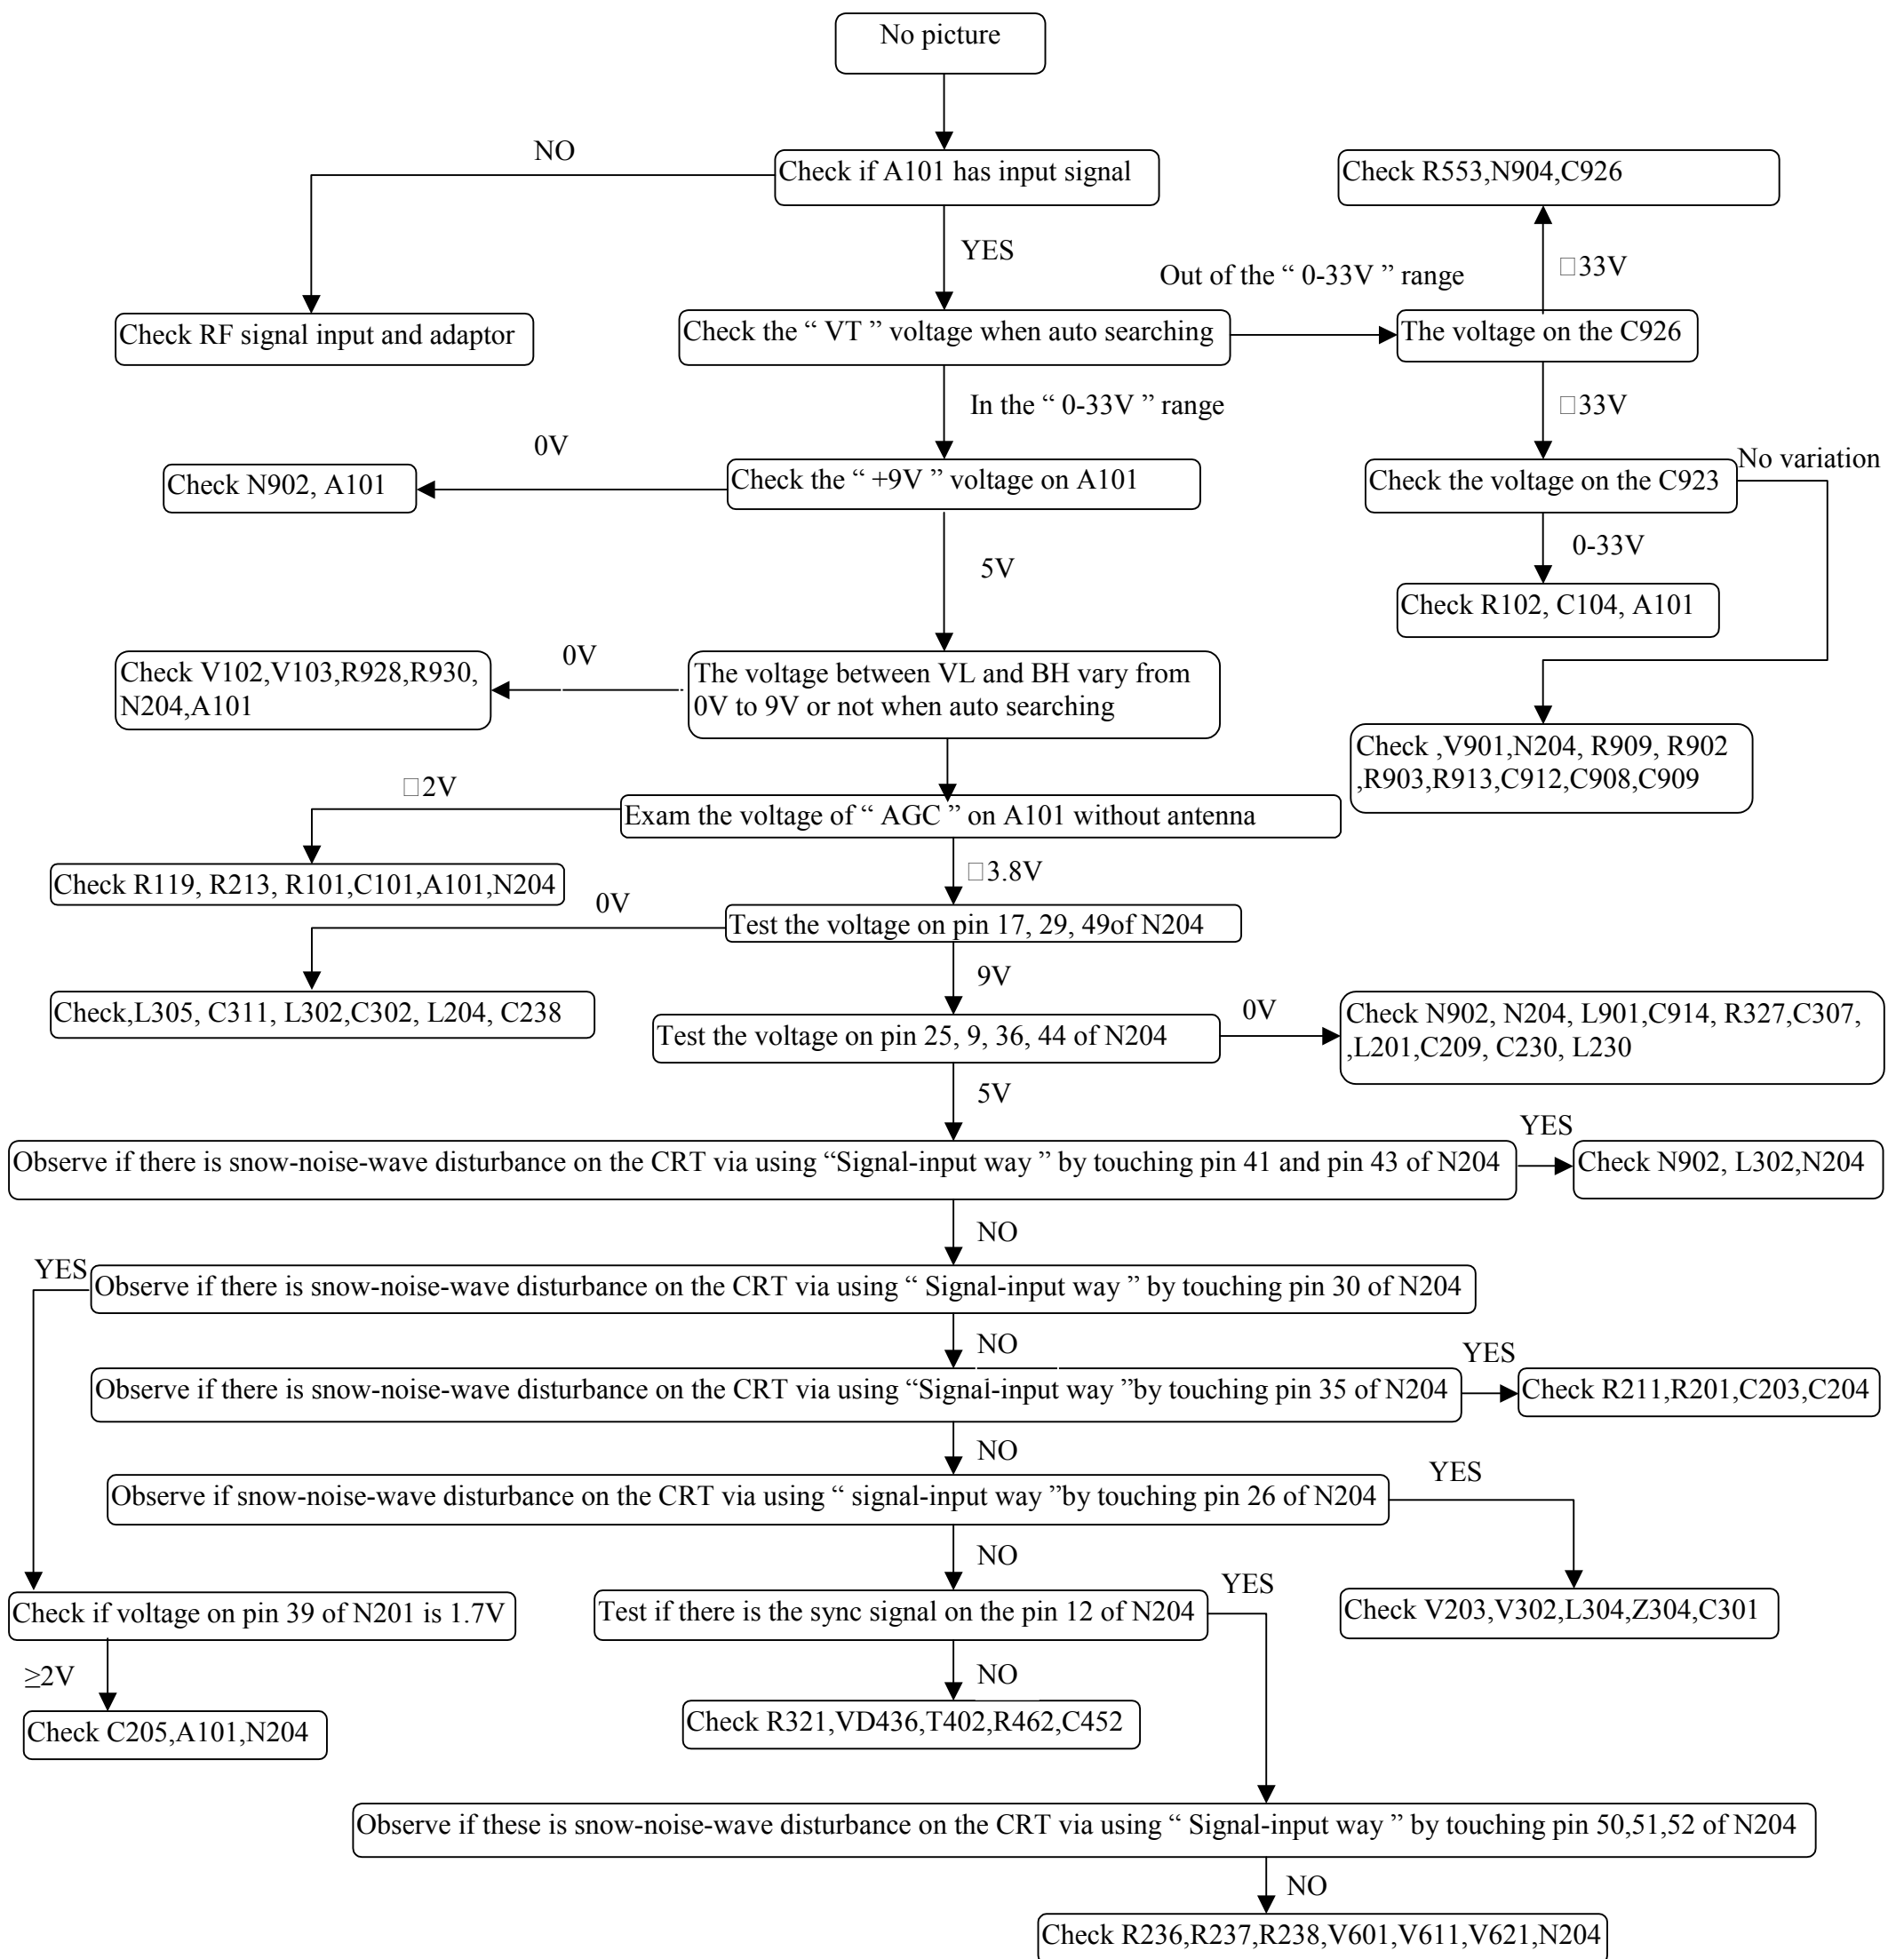 No picture
NO
Check if A101 has input signal
Check R553,N904,C926
YES
Out of the “ 0-33V ” range
□33V
Check RF signal input and adaptor
Check the “ VT ” voltage when auto searching
The voltage on the C926
In the “ 0-33V ” range
□33V
0V
No variation
Check N902, A101
Check the “ +9V ” voltage on A101
Check the voltage on the C923
0-33V
5V
Check R102, C104, A101
0V
Check V102,V103,R928,R930,
N204,A101
The voltage between VL and BH vary from
0V to 9V or not when auto searching
Check ,V901,N204, R909, R902
,R903,R913,C912,C908,C909
□2V
Exam the voltage of “ AGC ” on A101 without antenna
□3.8V
Check R119, R213, R101,C101,A101,N204
0V
Test the voltage on pin 17, 29, 49of N204
9V
Check,L305, C311, L302,C302, L204, C238
0V
Check N902, N204, L901,C914, R327,C307,
,L201,C209, C230, L230
Test the voltage on pin 25, 9, 36, 44 of N204
5V
YES
Observe if there is snow-noise-wave disturbance on the CRT via using “Signal-input way ” by touching pin 41 and pin 43 of N204
Check N902, L302,N204
NO
YES
Observe if there is snow-noise-wave disturbance on the CRT via using “ Signal-input way ” by touching pin 30 of N204
NO
YES
Observe if there is snow-noise-wave disturbance on the CRT via using “Signal-input way ”by touching pin 35 of N204
Check R211,R201,C203,C204
NO
YES
Observe if snow-noise-wave disturbance on the CRT via using “ signal-input way ”by touching pin 26 of N204
NO
YES
Check if voltage on pin 39 of N201 is 1.7V
Test if there is the sync signal on the pin 12 of N204
Check V203,V302,L304,Z304,C301
≥2V
NO
Check C205,A101,N204
Check R321,VD436,T402,R462,C452
Observe if these is snow-noise-wave disturbance on the CRT via using “ Signal-input way ” by touching pin 50,51,52 of N204
NO
Check R236,R237,R238,V601,V611,V621,N204